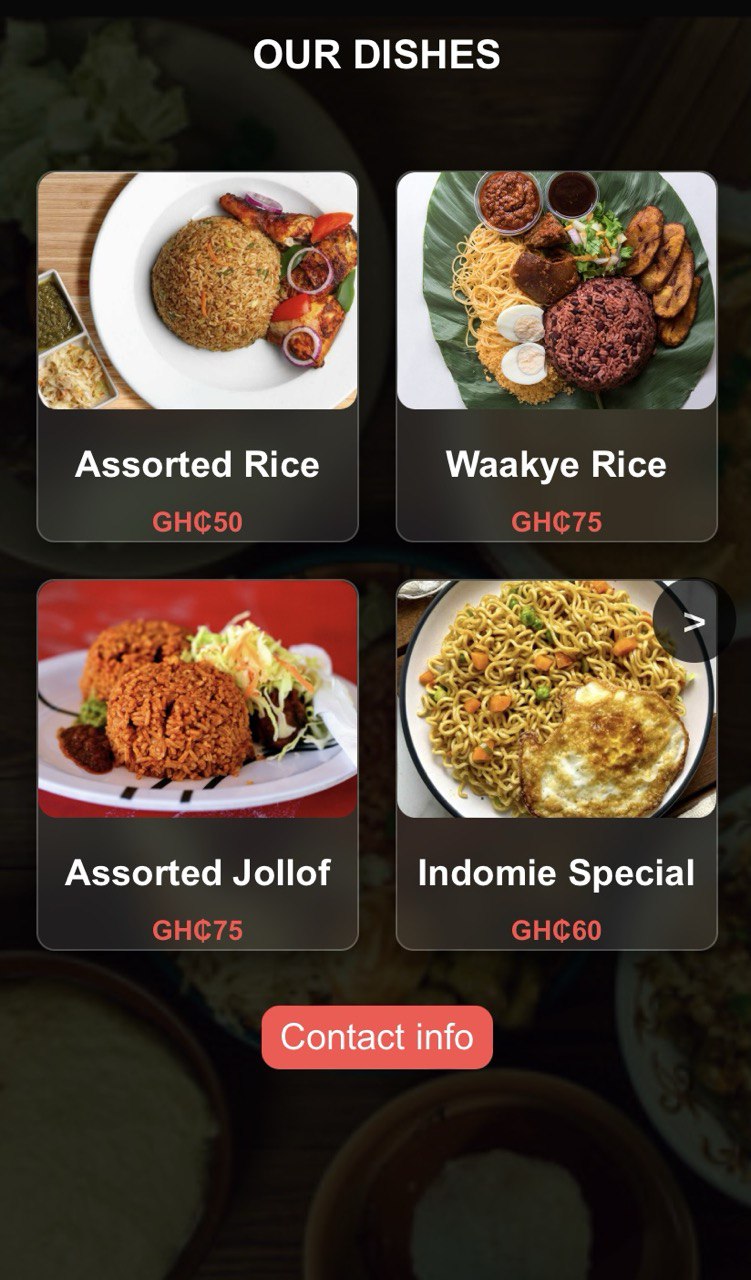 OUR DISHES
Assorted Rice
GH₵50
Waakye Rice
GH₵75
>
Assorted Jollof
GH₵75
Indomie Special
GH₵60
Contact info